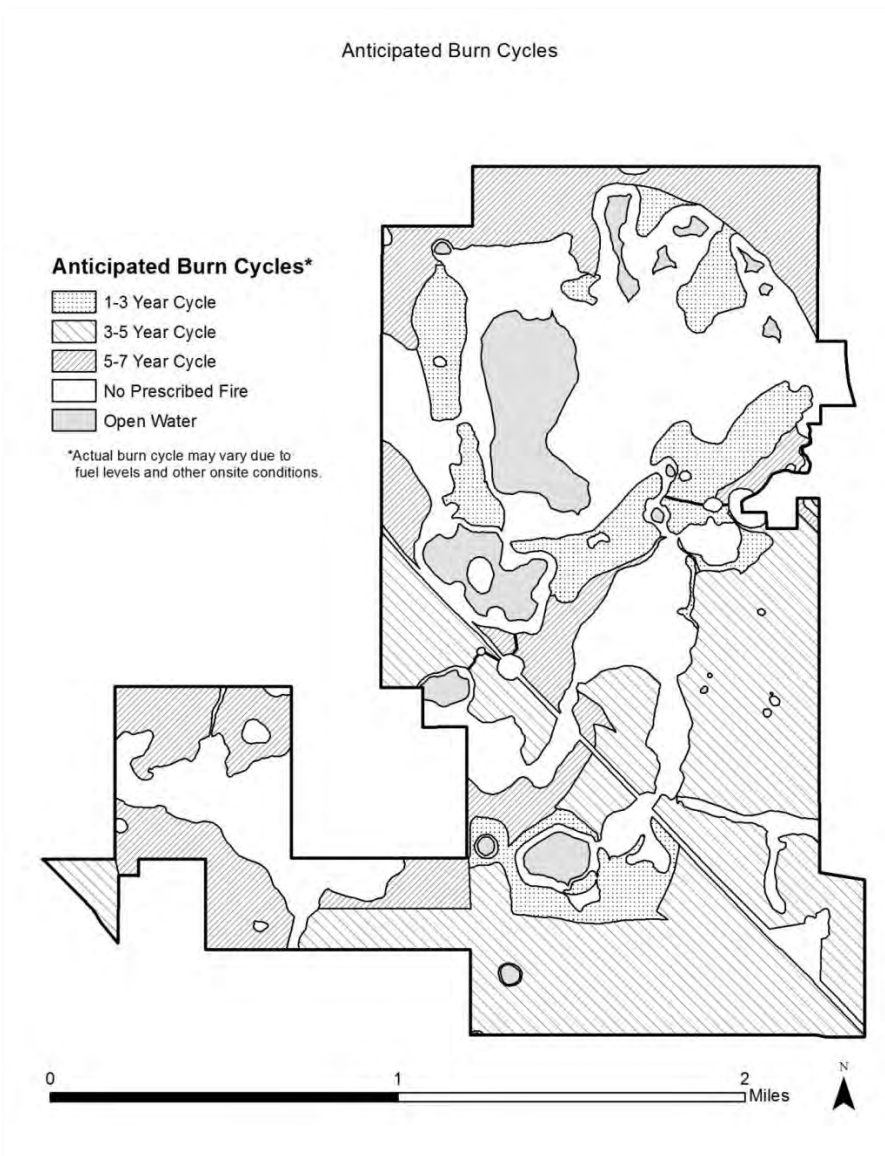 Anticipated Burn Cycles
Anticipated Burn Cycles*
1-3 Year Cycle
3-5 Year Cycle
5-7 Year Cycle
No Prescribed Fire
Open Water
*Actual burn cycle may vary due to
fuel levels and other onsite conditions.
0 1 2
Miles
N